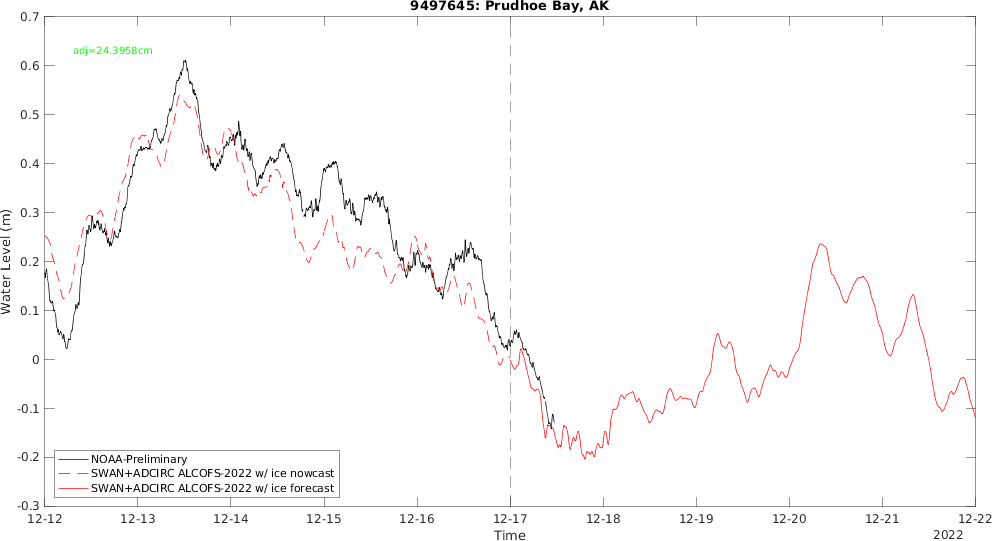 9497645: Prudhoe Bay, AK
0.7
adj=24.3958cm
0.6
0.5
0.4
0.3
0.2
0.1
0
-0.1
-0.2
-0.3
Water Level (m)
NOAA-Preliminary
SWAN+ADCIRC ALCOFS-2022 w/ ice nowcast
SWAN+ADCIRC ALCOFS-2022 w/ ice forecast
12-12 12-13 12-14 12-15 12-16 12-17 12-18 12-19 12-20 12-21 12-22
Time
2022